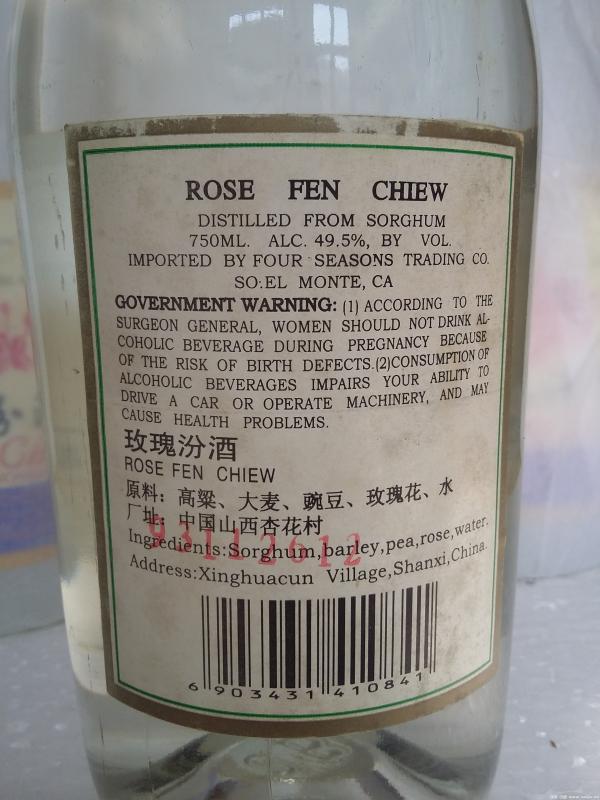 ROSE FEN CHIEW
DISTILLED FROM SORGHUM
750ML. ALC. 49.5%, BY VOL.
IMPORTED BY FOUR SEASONS TRADING CO.
SO.EL MONTE, CA
GOVERNMENT WARNING: (1) ACCORDING TO THE
SURGEON GENERAL, WOMEN SHOULD NOT DRINK AL-
COHOLIC BEVERAGE DURING PREGNANCY BECAUSE
OF THE RISK OF BIRTH DEFECTS.(2)CONSUMPTION OF
ALCOHOLIC BEVERAGES IMPAIRS YOUR ABILITY TO
DRIVE A CAR OR OPERATE MACHINERY, AND MAY
CAUSE HEALTH PROBLEMS.
玫瑰汾酒
ROSE FEN CHIEW
原料：高粱、大麦、豌豆、玫瑰花、水
厂址：中国山西杏花村
93112612
Ingredients:Sorghum,barley,pea,rose,water.
Address:Xinghuacun Village,Shanxi,China.
6 903431 410841